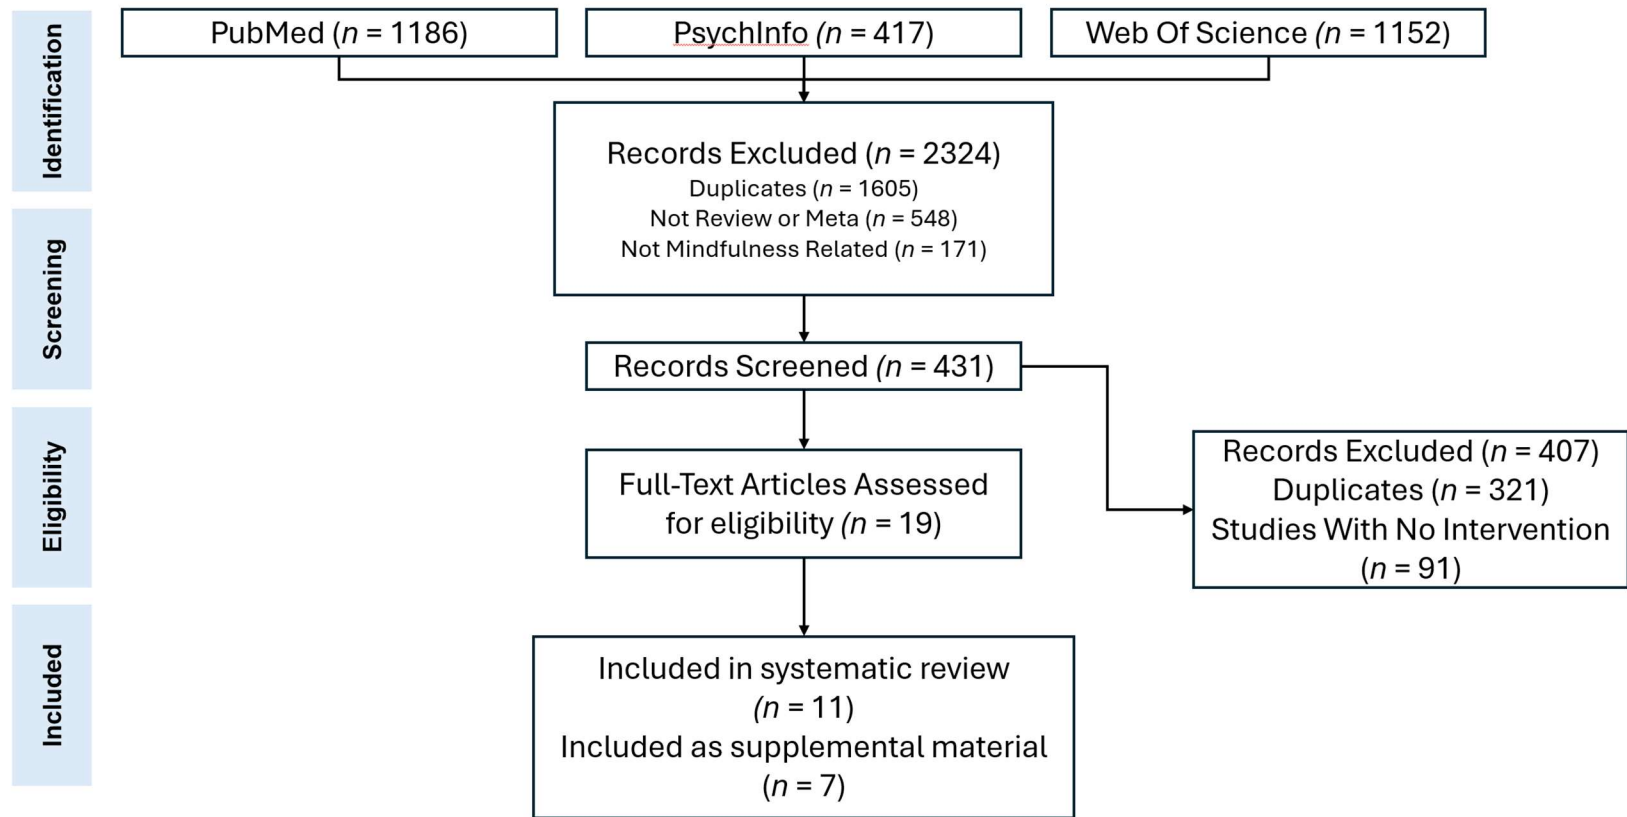 Identification
PubMed (n = 1186)
PsychInfo (n = 417)
Web Of Science (n = 1152)
Records Excluded (n = 2324)
Duplicates (n = 1605)
Not Review or Meta (n = 548)
Not Mindfulness Related (n = 171)
Screening
Records Screened (n = 431)
Eligibility
Full-Text Articles Assessed
for eligibility (n = 19)
Records Excluded (n = 407)
Duplicates (n = 321)
Studies With No Intervention
(n = 91)
Included
Included in systematic review
(n = 11)
Included as supplemental material
(n = 7)